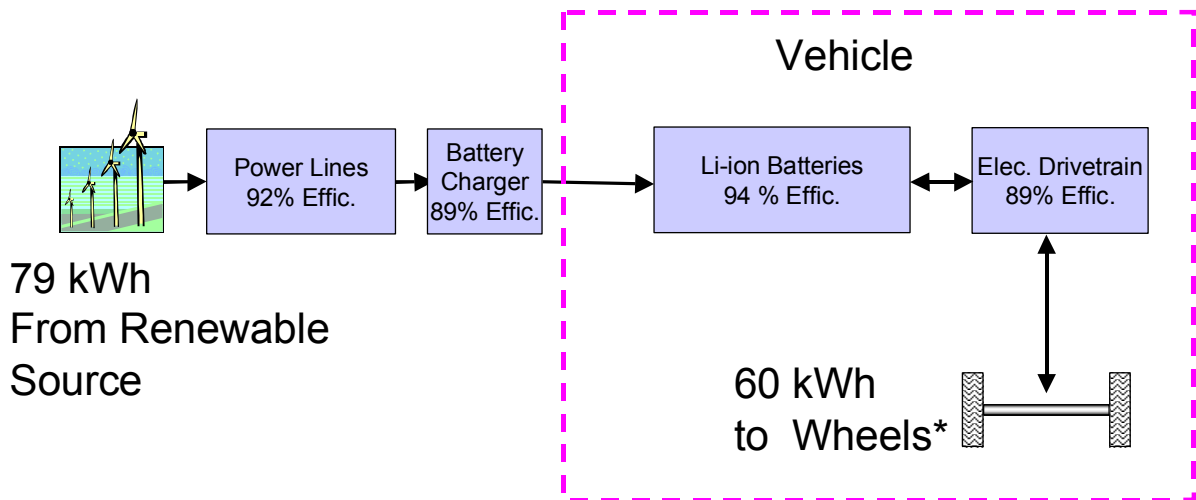 Vehicle
Power Lines
92% Effic.
Battery
Charger
89% Effic.
Li-ion Batteries
94 % Effic.
Elec. Drivetrain
89% Effic.
79 kWh
From Renewable
Source
60 kWh
to Wheels*